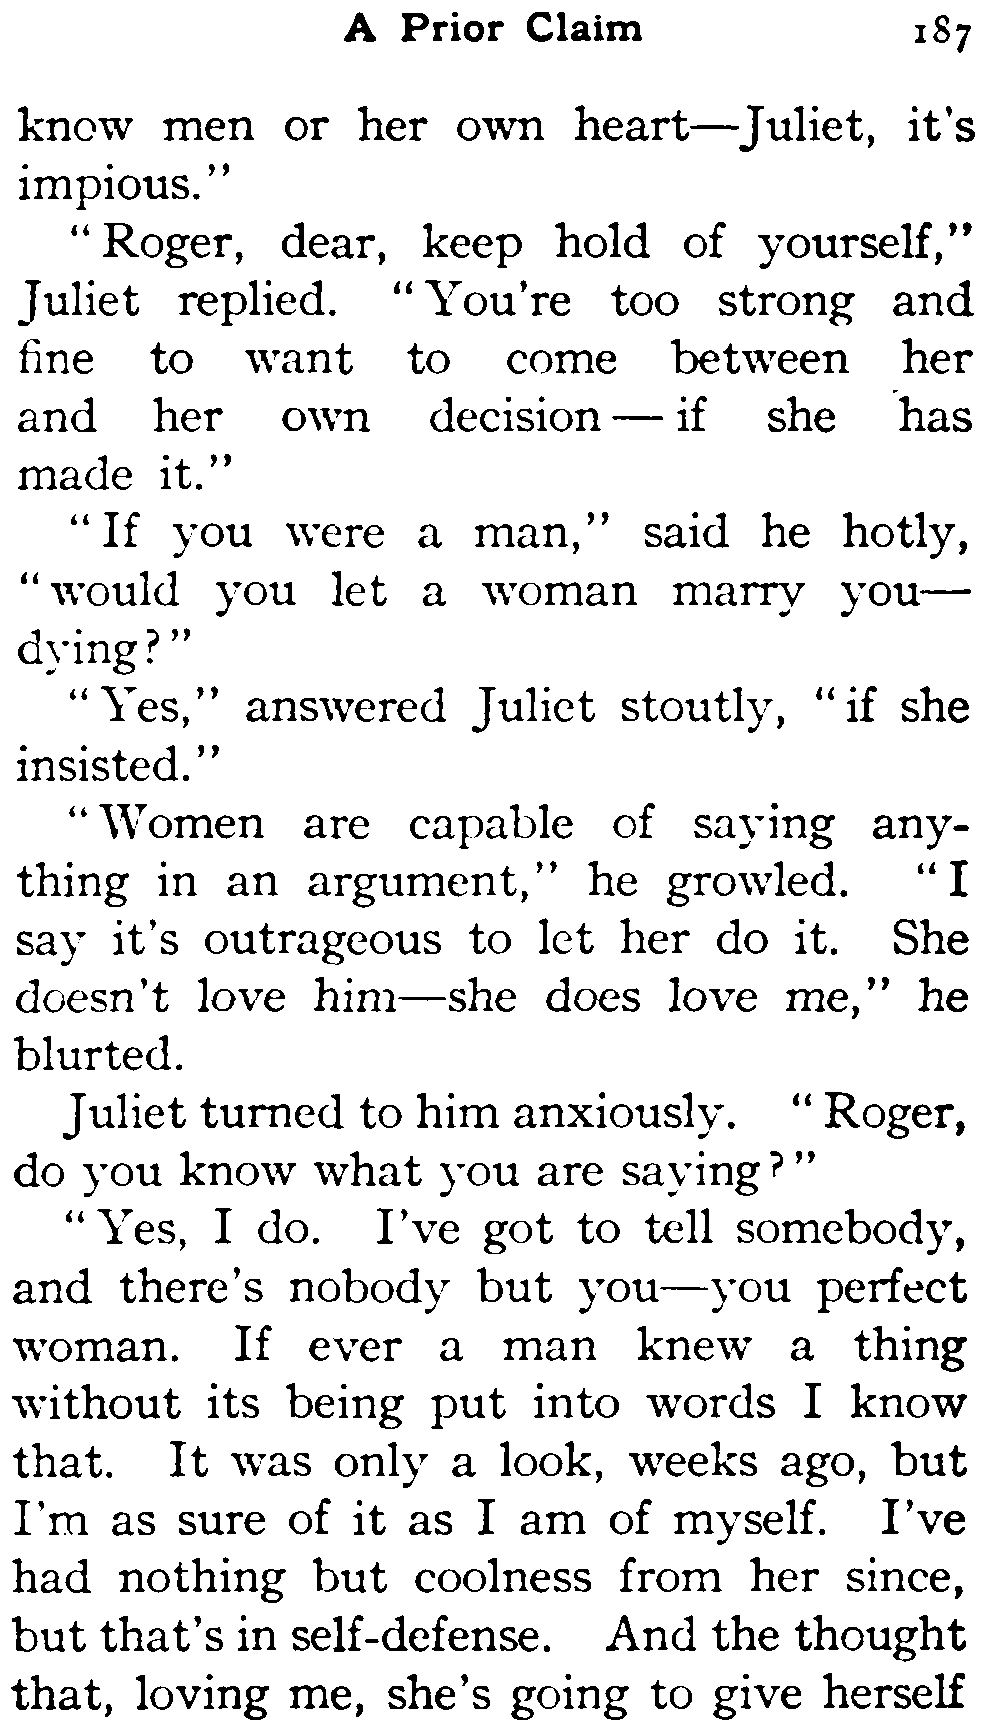 A Prior Claim 187
know men or her own heart—Juliet, it's
impious."
"Roger, dear, keep hold of yourself,"
Juliet replied. "You're too strong and
fine to want to come between her
and her own decision—if she has
made it."
"If you were a man," said he hotly,
"would you let a woman marry you—
dying?"
"Yes," answered Juliet stoutly, "if she
insisted."
"Women are capable of saying any-
thing in an argument," he growled. "I
say it's outrageous to let her do it. She
doesn't love him—she does love me," he
blurted.
Juliet turned to him anxiously. "Roger,
do you know what you are saying?"
"Yes, I do. I've got to tell somebody,
and there's nobody but you—you perfect
woman. If ever a man knew a thing
without its being put into words I know
that. It was only a look, weeks ago, but
I'm as sure of it as I am of myself. I've
had nothing but coolness from her since,
but that's in self-defense. And the thought
that, loving me, she's going to give herself